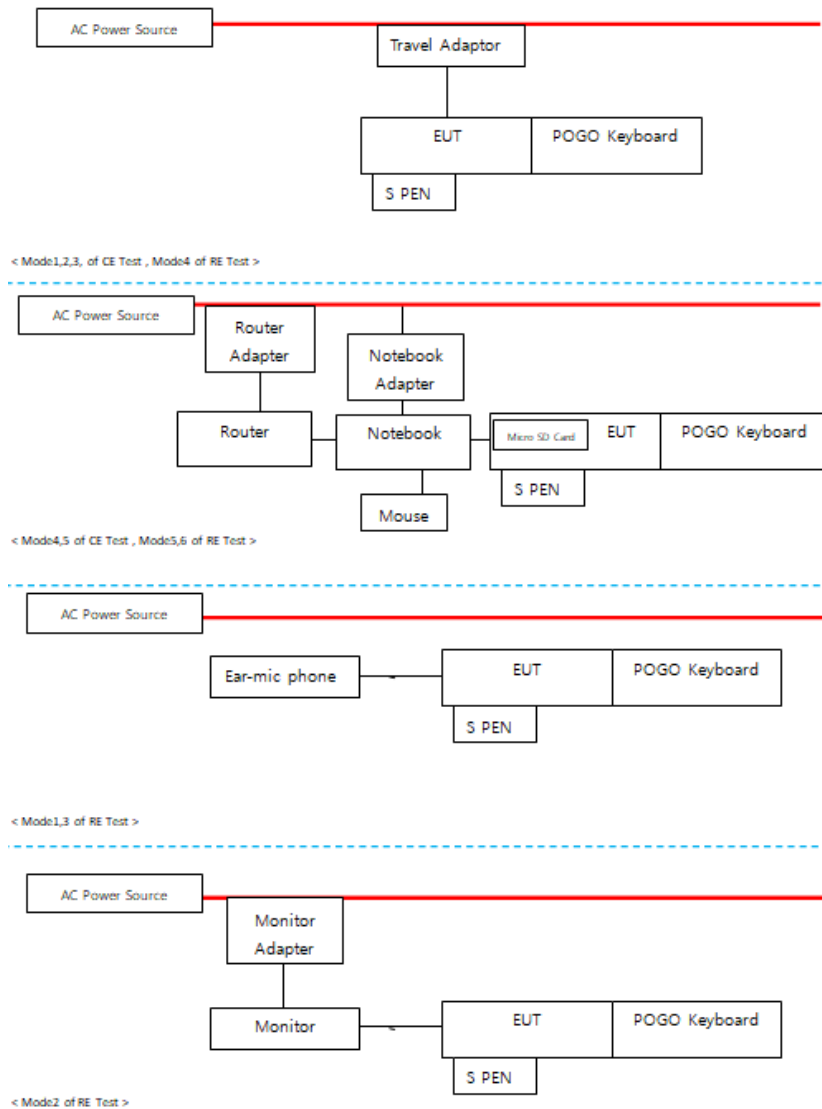 AC Power Source
Travel Adaptor
EUT
POGO Keyboard
S PEN
< Mode1,2,3, of CE Test , Mode4 of RE Test >
AC Power Source
Router
Adapter
Notebook
Adapter
Router
Notebook
Micro SD Card
EUT
POGO Keyboard
S PEN
Mouse
< Mode4,5 of CE Test , Mode5,6 of RE Test >
AC Power Source
Ear-mic phone
EUT
POGO Keyboard
S PEN
< Mode1,3 of RE Test >
AC Power Source
Monitor
Adapter
Monitor
EUT
POGO Keyboard
S PEN
< Mode2 of RE Test >